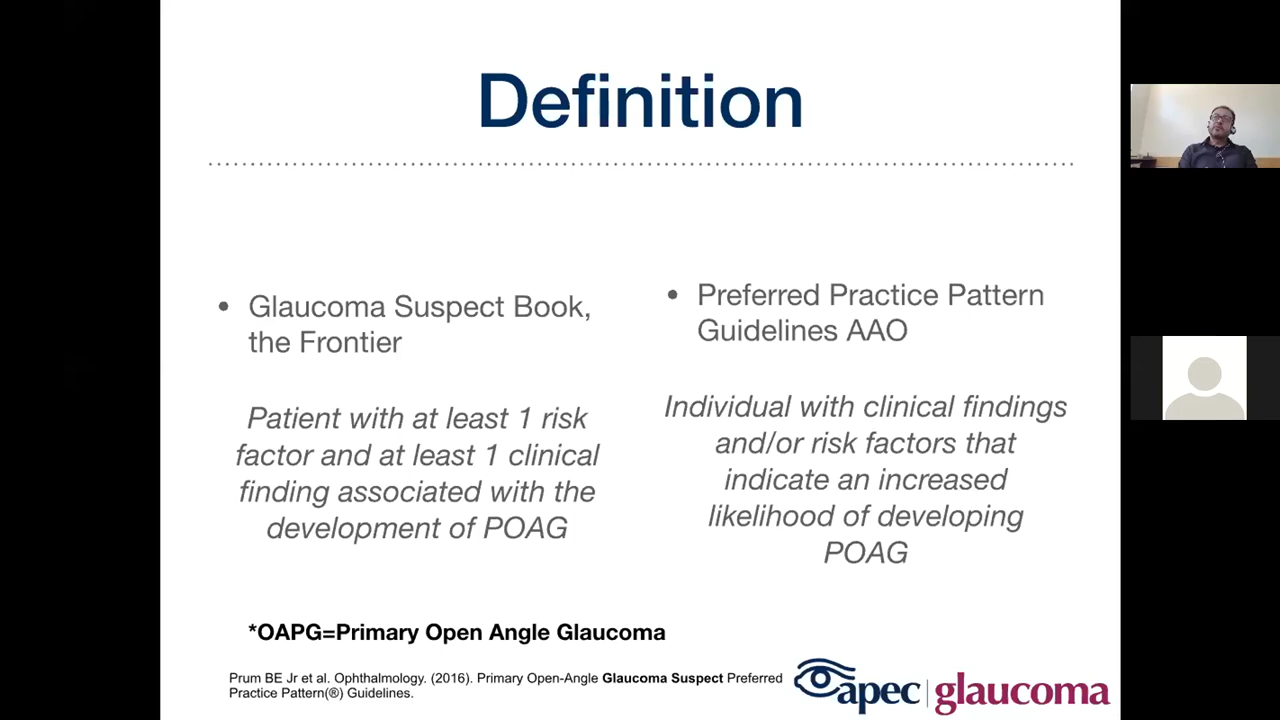 Definition
• Glaucoma Suspect Book,
the Frontier
Patient with at least 1 risk
factor and at least 1 clinical
finding associated with the
development of POAG
• Preferred Practice Pattern
Guidelines AAO
Individual with clinical findings
and/or risk factors that
indicate an increased
likelihood of developing
POAG
*OAPG=Primary Open Angle Glaucoma
Prum BE Jr et al. Ophthalmology. (2016). Primary Open-Angle Glaucoma Suspect Preferred
Practice Pattern(®) Guidelines.
apec glaucoma